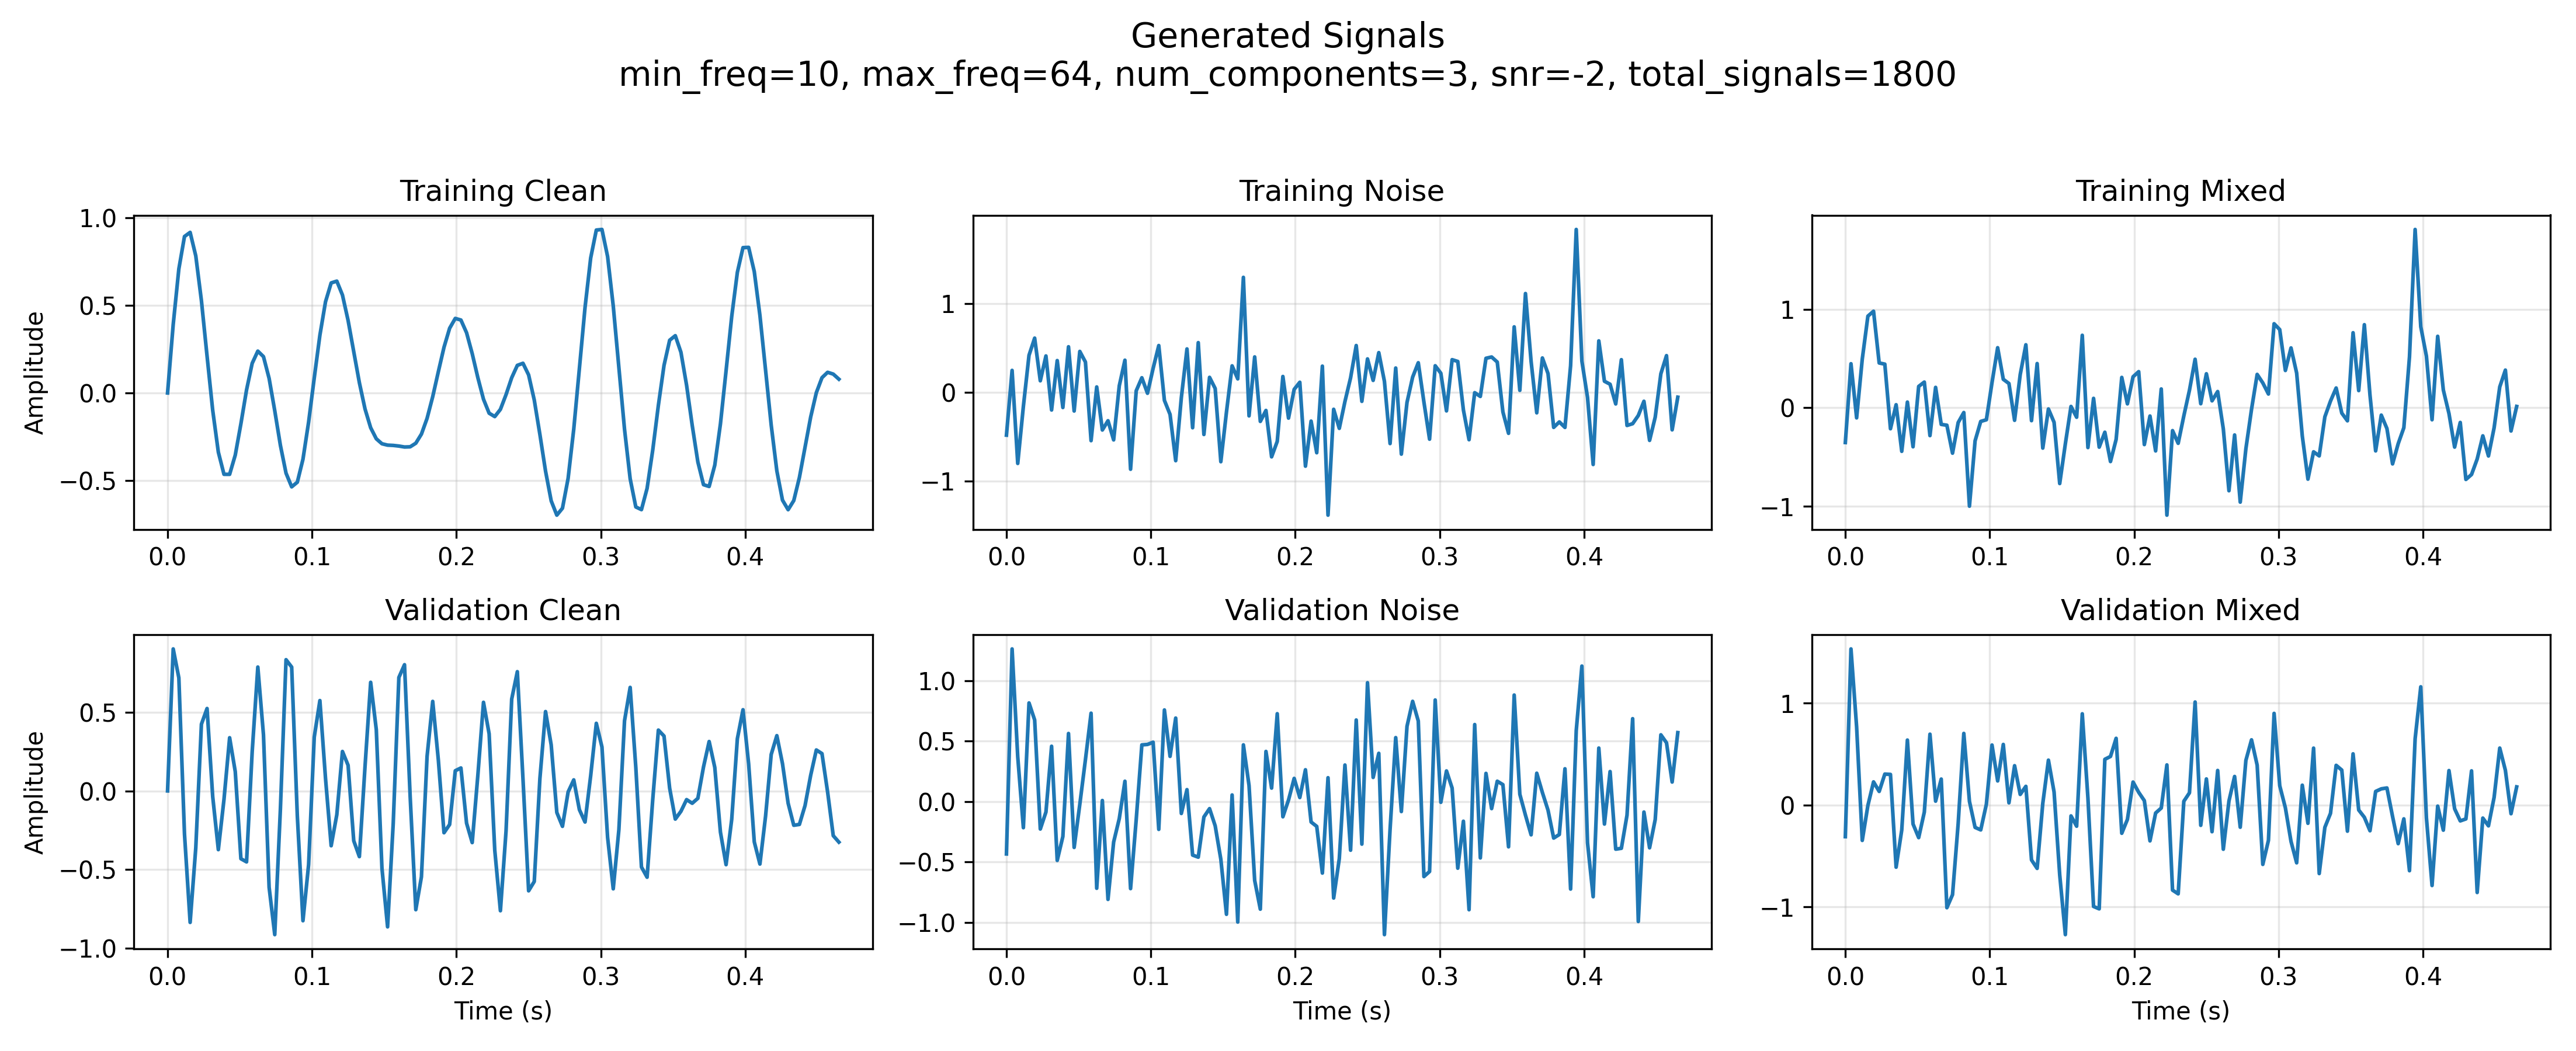 Generated Signals
min_freq=10, max_freq=64, num_components=3, snr=-2, total_signals=1800
Training Clean
Training Noise
Training Mixed
Amplitude
1.0
0.5
0.0
−0.5
0.0 0.1 0.2 0.3 0.4
1
0
−1
0.0 0.1 0.2 0.3 0.4
1
0
−1
0.0 0.1 0.2 0.3 0.4
Validation Clean
Validation Noise
Validation Mixed
Amplitude
0.5
0.0
−0.5
−1.0
0.0 0.1 0.2 0.3 0.4
Time (s)
1.0
0.5
0.0
−0.5
−1.0
0.0 0.1 0.2 0.3 0.4
Time (s)
1
0
−1
0.0 0.1 0.2 0.3 0.4
Time (s)